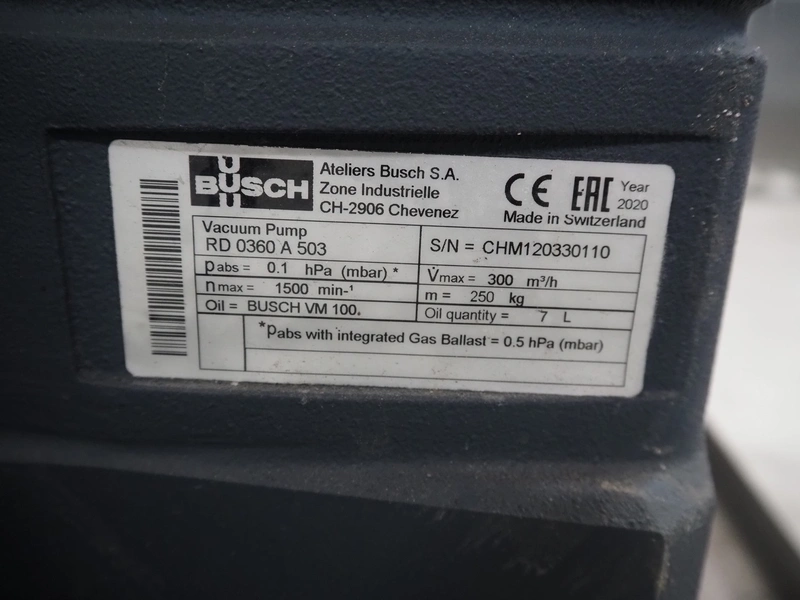 BUSCH
Ateliers Busch S.A.
Zone Industrielle
CH-2906 Chevenez
CE EAC Year
2020
Made in Switzerland
Vacuum Pump
RD 0360 A 503
S/N = CHM120330110
pabs = 0.1 hPa (mbar) *
V̇max = 300 m³/h
nmax = 1500 min-¹
m = 250 kg
Oil = BUSCH VM 100.
Oil quantity = 7 L
*pabs with integrated Gas Ballast = 0.5 hPa (mbar)